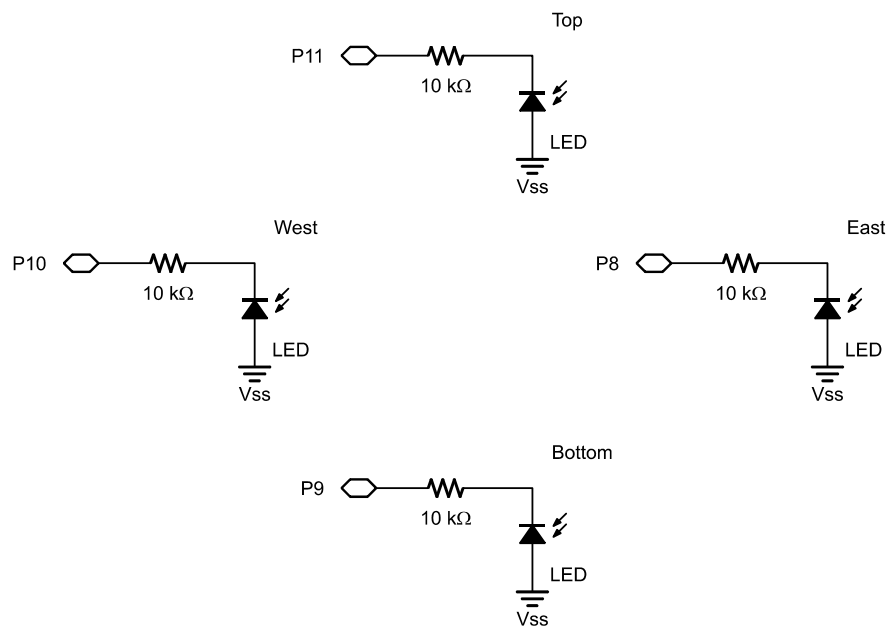 Top
P11
10 kΩ
LED
Vss
West
P10
10 kΩ
LED
Vss
East
P8
10 kΩ
LED
Vss
Bottom
P9
10 kΩ
LED
Vss